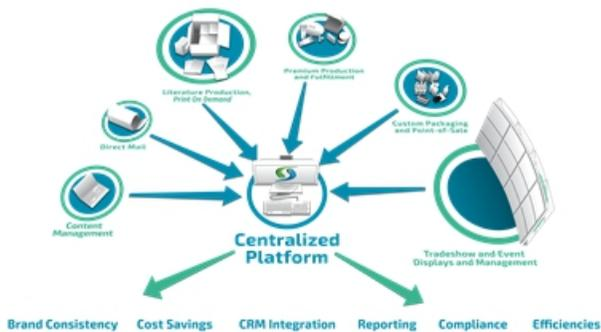 Literature Production,
Print On Demand
Premium Production
and Fulfillment
Custom Packaging
and Point-of-Sale
Direct Mail
Content
Management
Tradeshow and Event
Displays and Management
Centralized
Platform
Brand Consistency Cost Savings CRM Integration Reporting Compliance Efficiencies